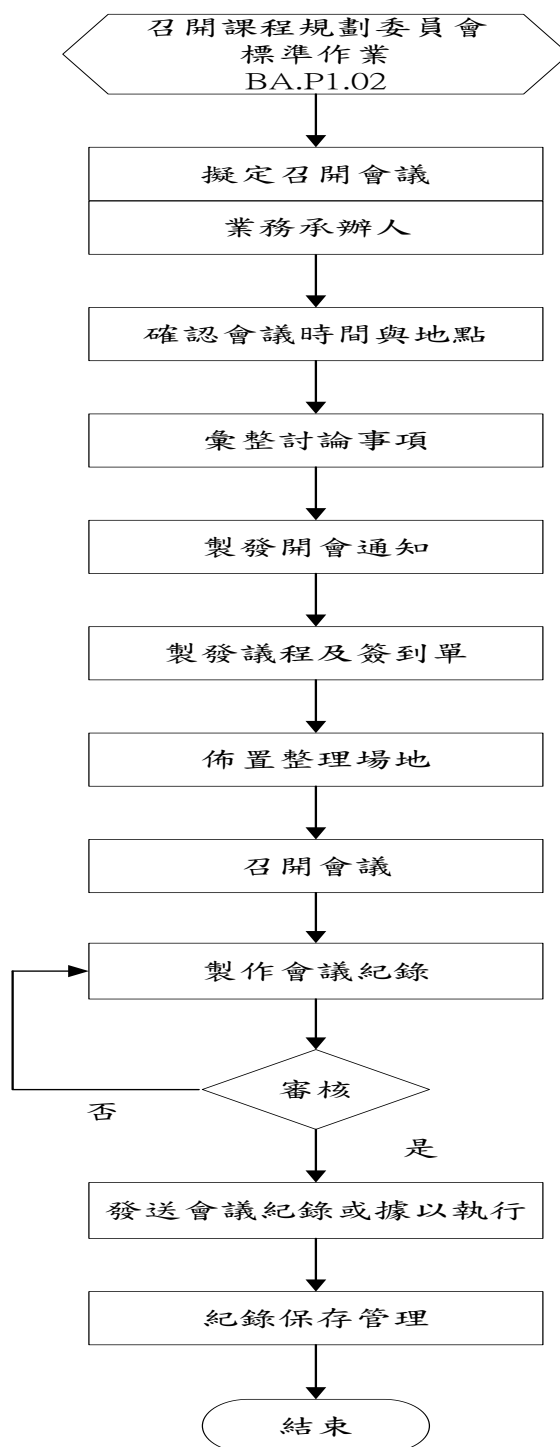 召開課程規劃委員會
標準作業
BA.P1.02
擬定召開會議
業務承辦人
確認會議時間與地點
彙整討論事項
製發開會通知
製發議程及簽到單
佈置整理場地
召開會議
製作會議紀錄
審核
否
是
發送會議紀錄或據以執行
紀錄保存管理
結束